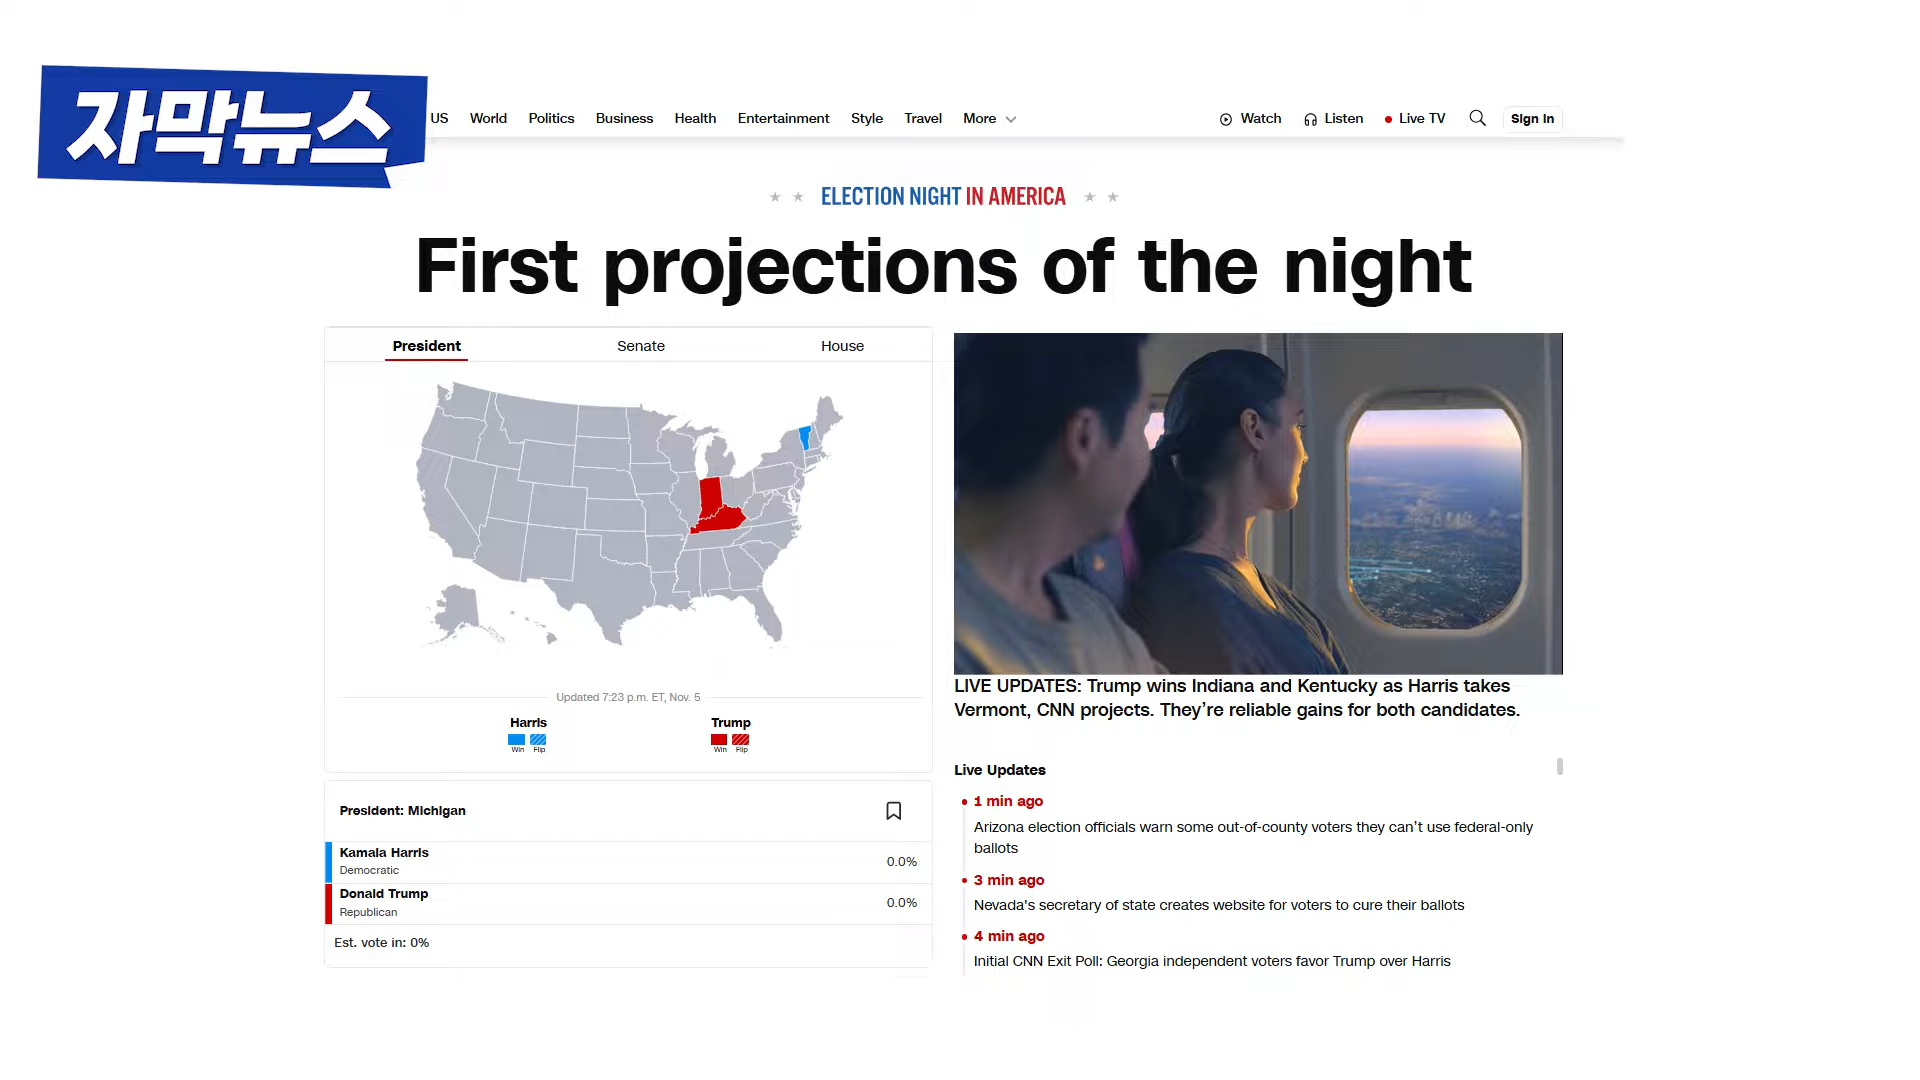 자막뉴스
US World Politics Business Health Entertainment Style Travel More Watch Listen Live TV Sign in
ELECTION NIGHT IN AMERICA
First projections of the night
President Senate House
Updated 7:23 p.m. ET, Nov. 5
Harris Trump
Win Flip Win Flip
President: Michigan
Kamala Harris
Democratic
0.0%
Donald Trump
Republican
0.0%
Est. vote in: 0%
LIVE UPDATES: Trump wins Indiana and Kentucky as Harris takes
Vermont, CNN projects. They’re reliable gains for both candidates.
Live Updates
1 min ago
Arizona election officials warn some out-of-county voters they can’t use federal-only
ballots
3 min ago
Nevada's secretary of state creates website for voters to cure their ballots
4 min ago
Initial CNN Exit Poll: Georgia independent voters favor Trump over Harris